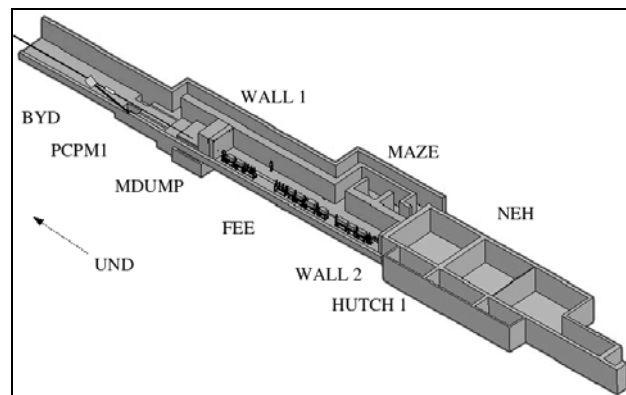 WALL 1
BYD
MAZE
PCPM1
NEH
MDUMP
FEE
UND
WALL 2
HUTCH 1